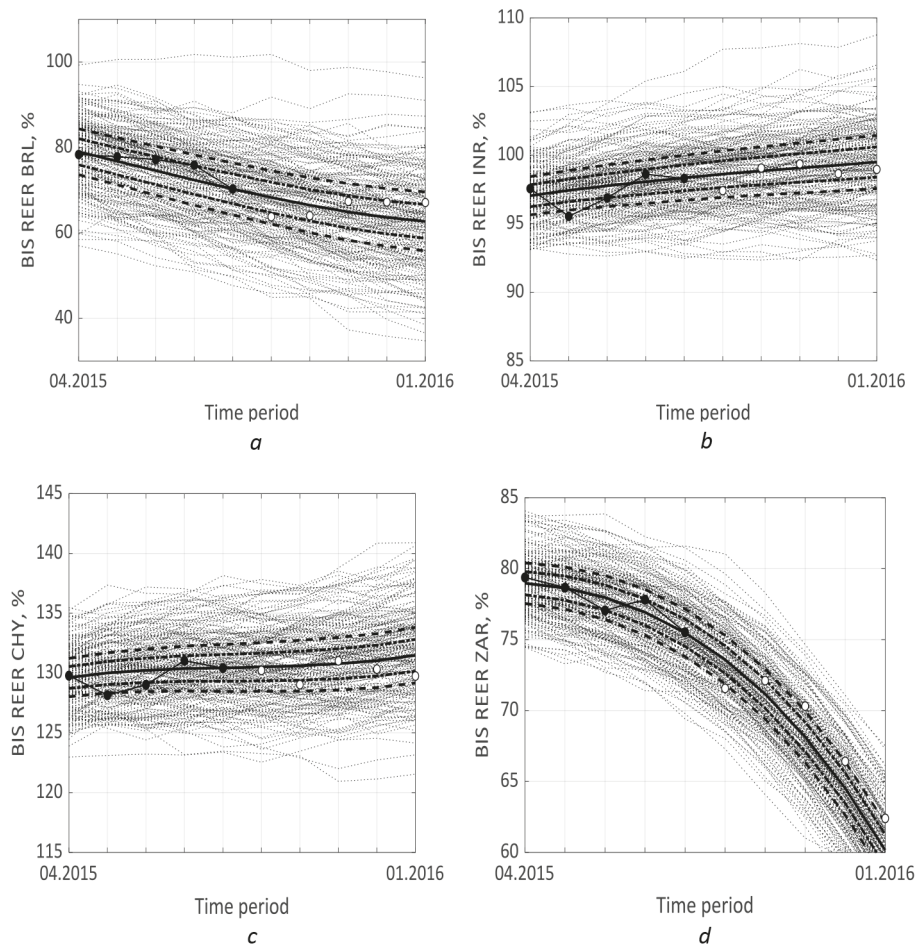 BIS REER BRL, %
100
80
60
40
04.2015 01.2016
Time period
a
BIS REER INR, %
110
105
100
95
90
85
04.2015 01.2016
Time period
b
BIS REER CHY, %
145
140
135
130
125
120
115
04.2015 01.2016
Time period
c
BIS REER ZAR, %
85
80
75
70
65
60
04.2015 01.2016
Time period
d